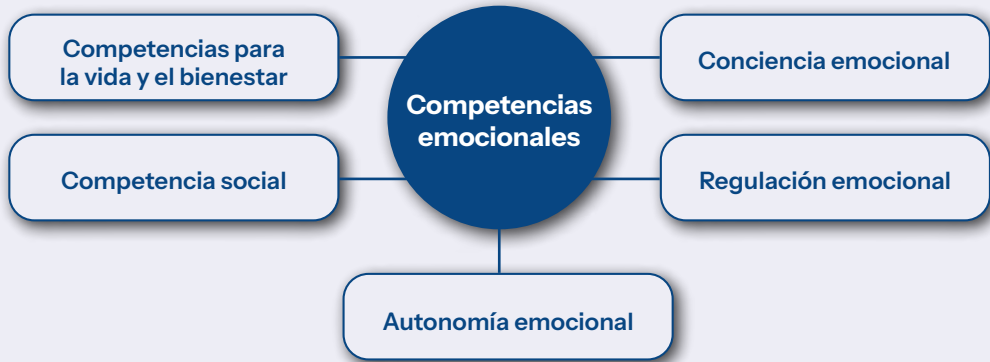 Competencias para
la vida y el bienestar
Competencias
emocionales
Conciencia emocional
Competencia social
Regulación emocional
Autonomía emocional